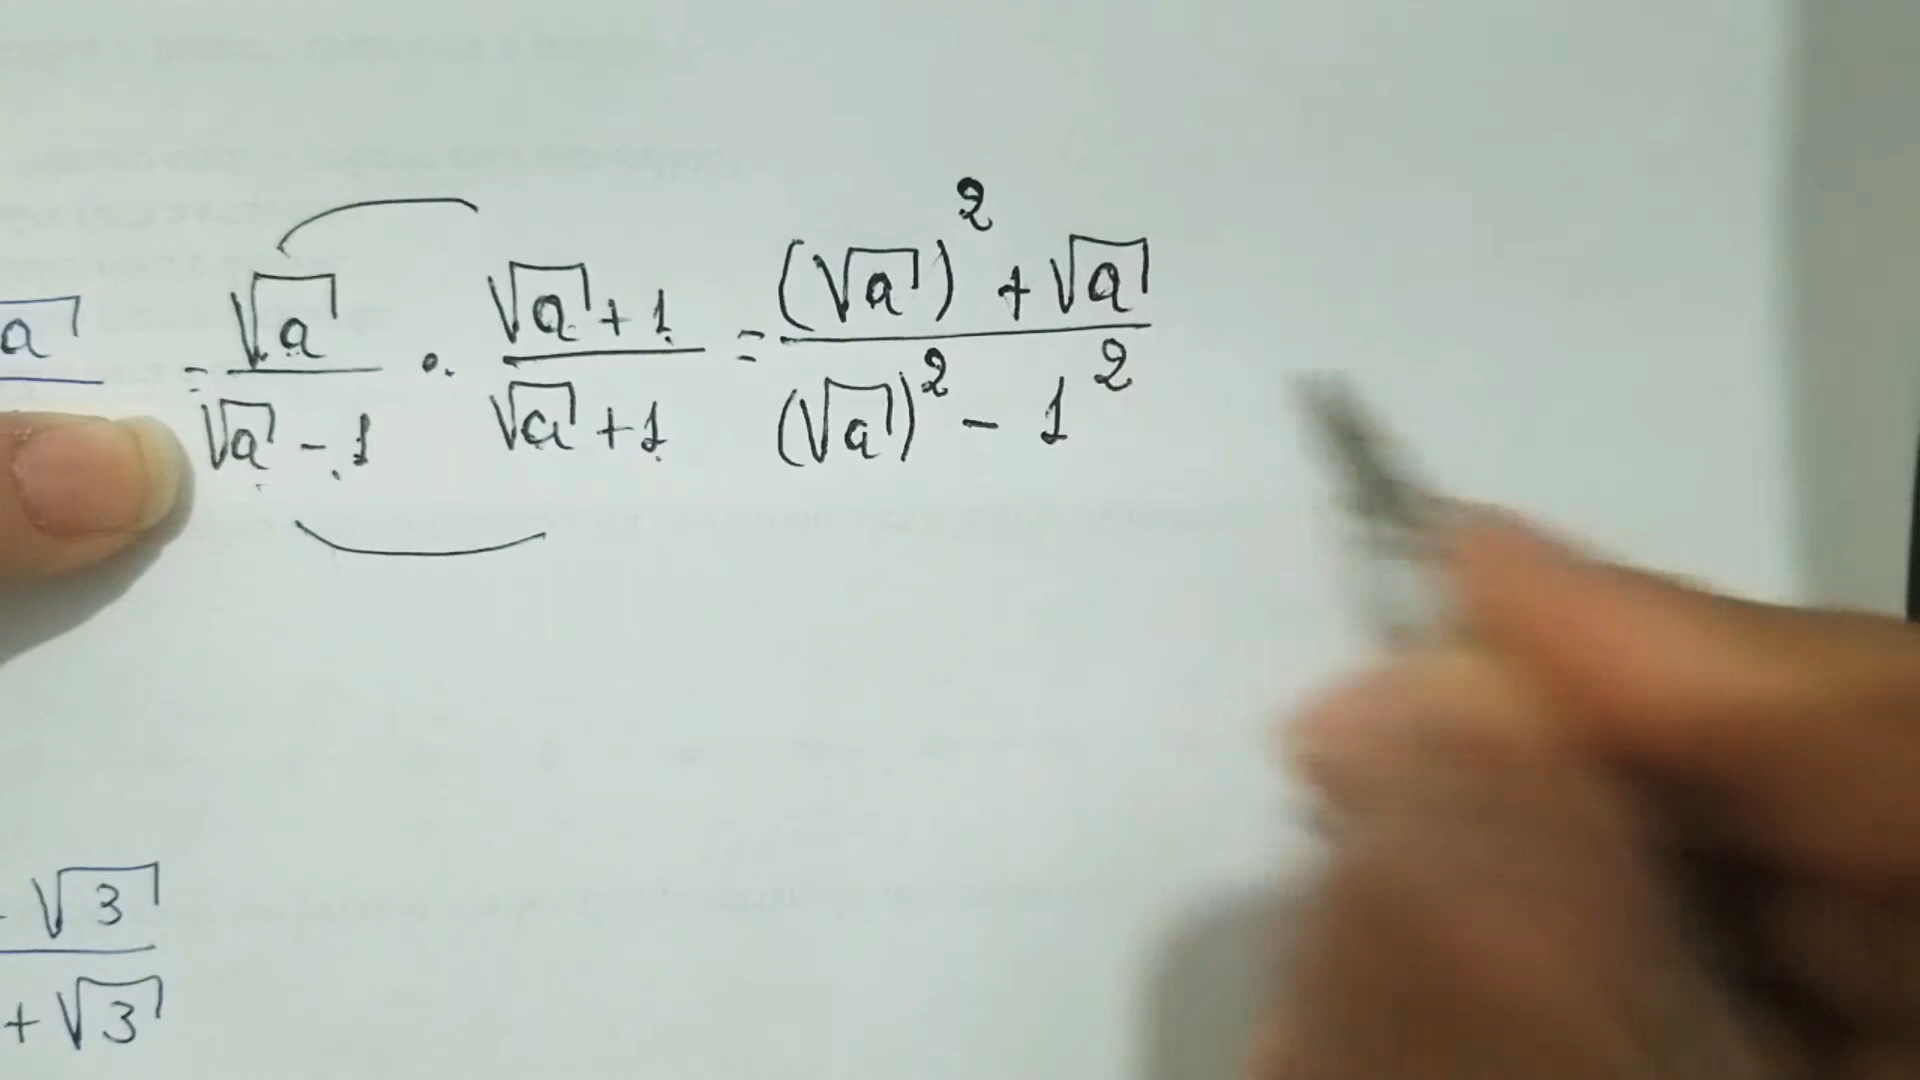 √a
= √a / (√a - 1) · (√a + 1) / (√a + 1) = ((√a)² + √a) / ((√a)² - 1²)
- √3
+ √3